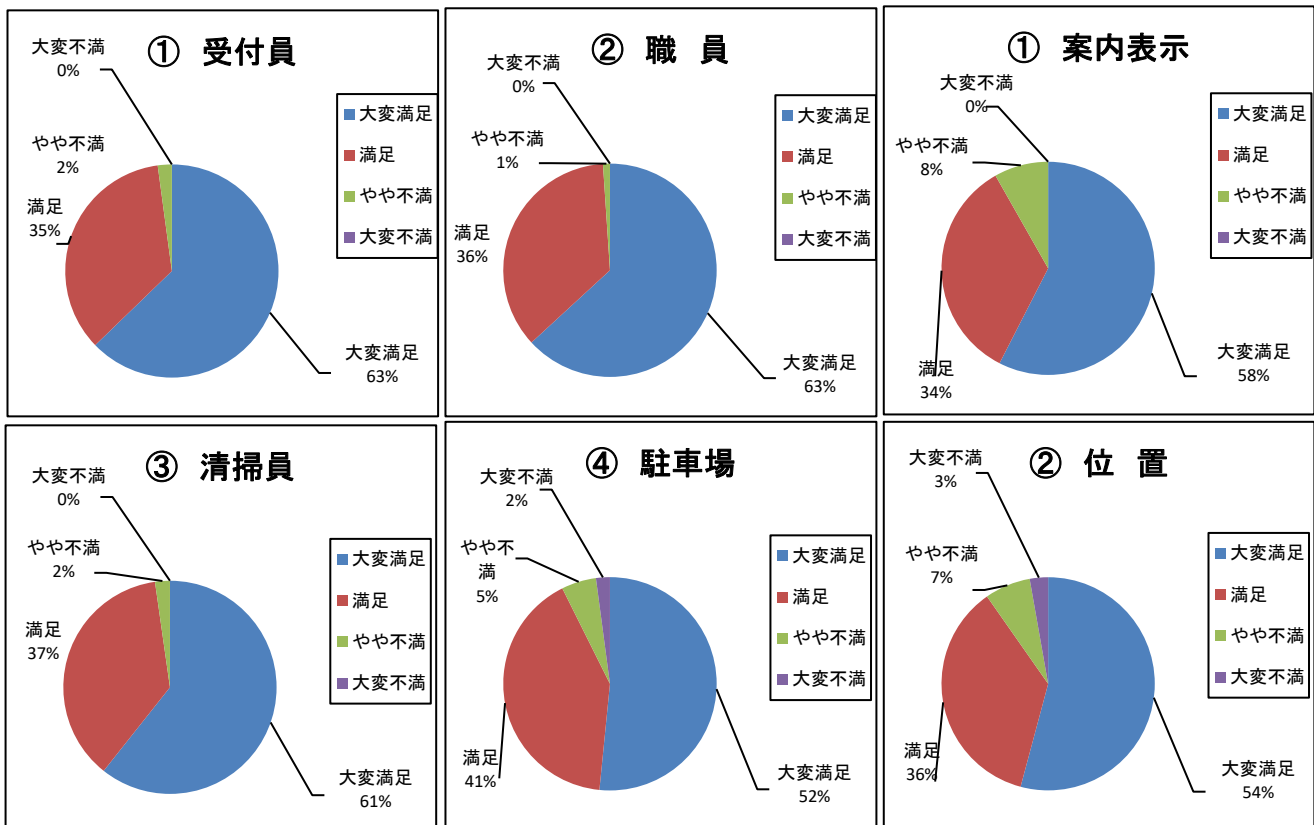 ① 受付員
大変不満
0%
やや不満
2%
満足
35%
大変満足
63%
大変満足
満足
やや不満
大変不満
② 職 員
大変不満
0%
やや不満
1%
満足
36%
大変満足
63%
大変満足
満足
やや不満
大変不満
① 案内表示
大変不満
0%
やや不満
8%
満足
34%
大変満足
58%
大変満足
満足
やや不満
大変不満
③ 清掃員
大変不満
0%
やや不満
2%
満足
37%
大変満足
61%
大変満足
満足
やや不満
大変不満
④ 駐車場
大変不満
2%
やや不
満
5%
満足
41%
大変満足
52%
大変満足
満足
やや不満
大変不満
② 位 置
大変不満
3%
やや不満
7%
満足
36%
大変満足
54%
大変満足
満足
やや不満
大変不満